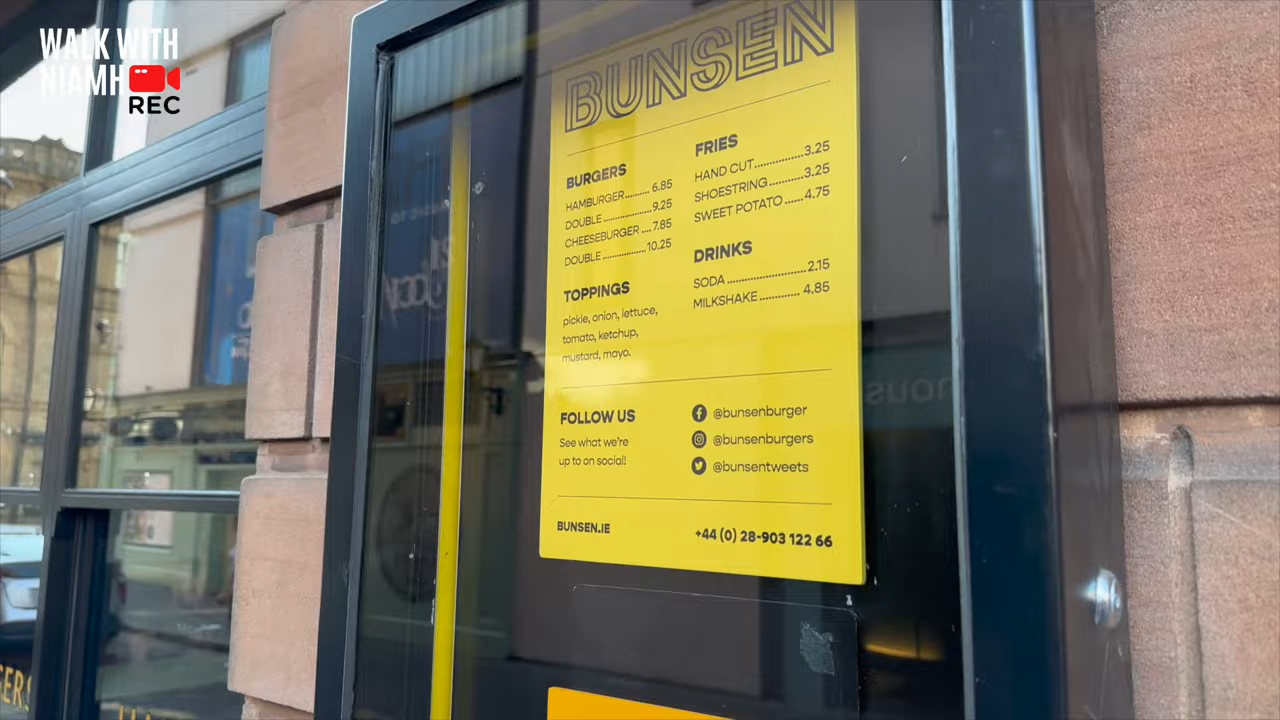 WALK WITH
NIAMH
REC
BUNSEN
BURGERS
HAMBURGER......... 6.85
DOUBLE.................9.25
CHEESEBURGER ....7.85
DOUBLE ...............10.25
TOPPINGS
pickle, onion, lettuce,
tomato, ketchup,
mustard, mayo.
FRIES
HAND CUT...............3.25
SHOESTRING..........3.25
SWEET POTATO.....4.75
DRINKS
SODA ........................2.15
MILKSHAKE............ 4.85
FOLLOW US
See what we're
up to on social!
@bunsenburger
@bunsenburgers
@bunsentweets
BUNSEN.IE
+44 (0) 28-903 122 66